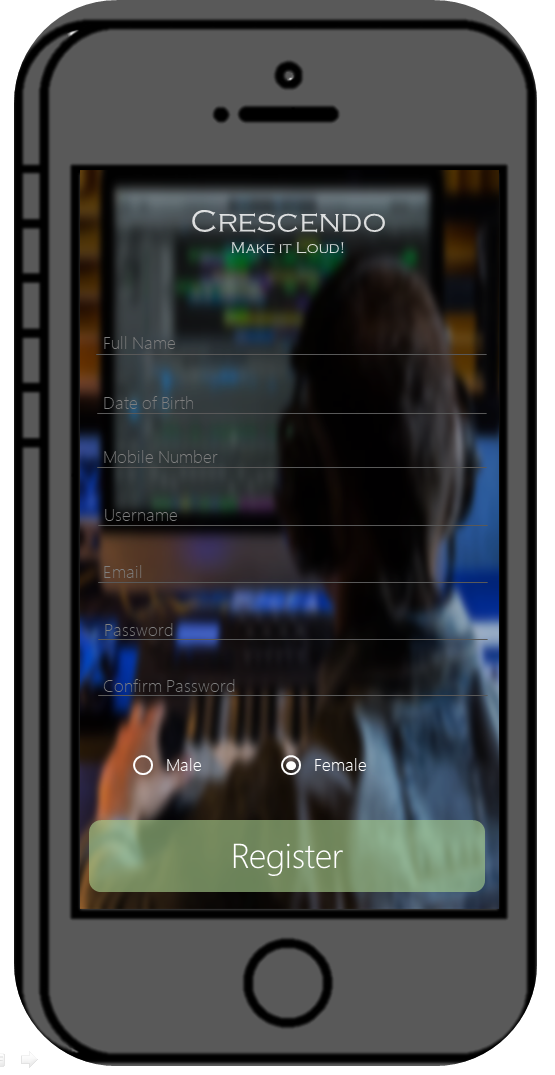 Crescendo
Make it Loud!
Full Name
Date of Birth
Mobile Number
Username
Email
Password
Confirm Password
Male Female
Register